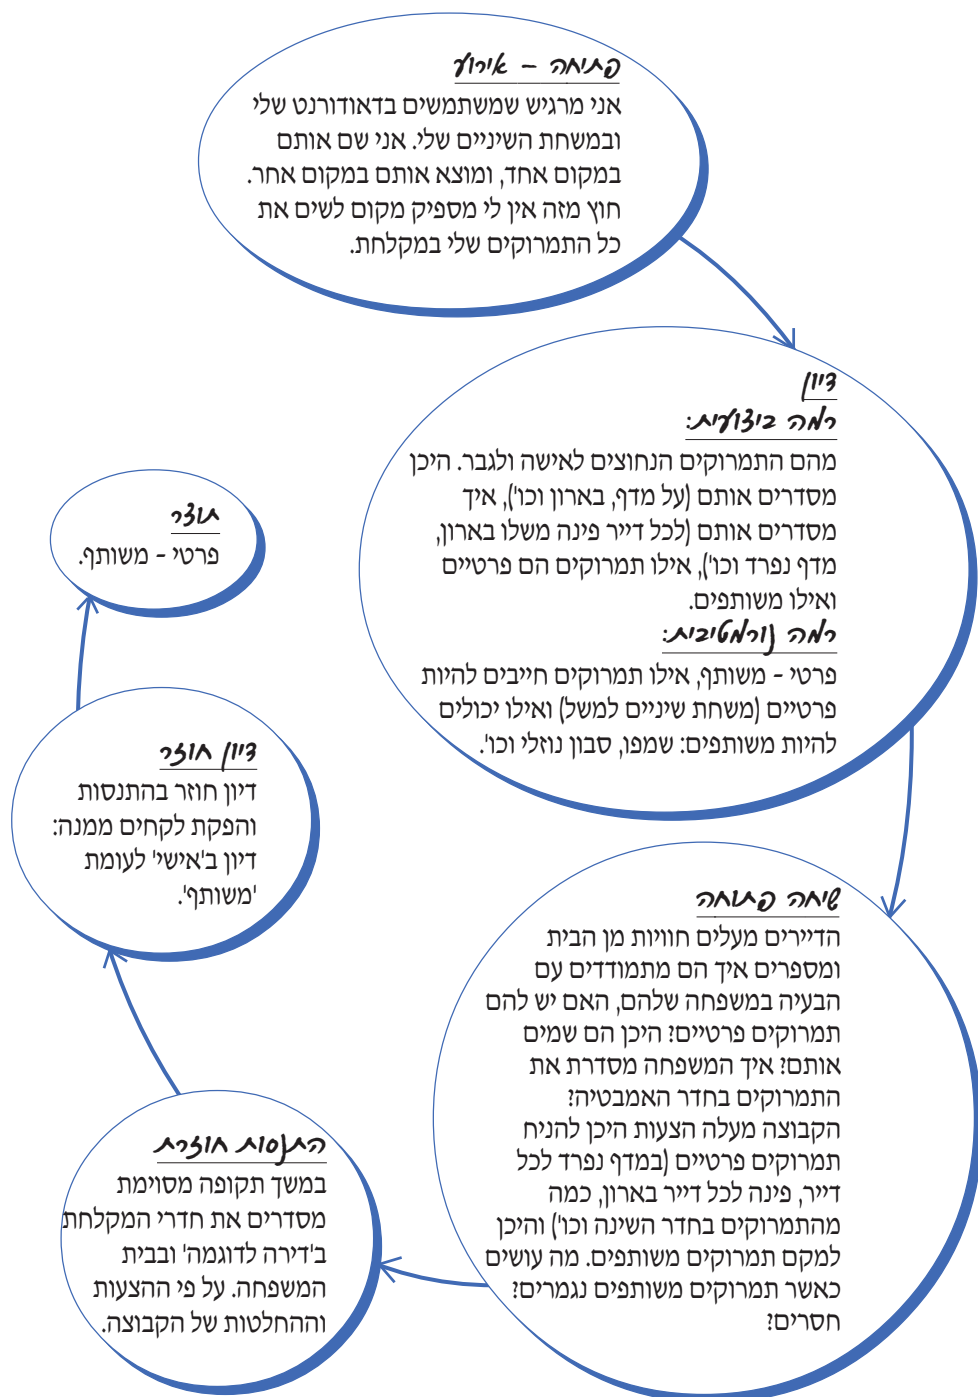 פתיחה – אירוע
אני מרגיש שמשתמשים בדאודורנט שלי
ובמשחת השיניים שלי. אני שם אותם
במקום אחד, ומוצא אותם במקום אחר.
חוץ מזה אין לי מספיק מקום לשים את
כל התמרוקים שלי במקלחת.
דיון
רמה ביצועית:
מהם התמרוקים הנחוצים לאישה ולגבר. היכן
מסדרים אותם (על מדף, בארון וכו'), איך
מסדרים אותם (לכל דייר פינה משלו בארון,
מדף נפרד וכו'), אילו תמרוקים הם פרטיים
ואילו משותפים.
רמה נורמטיבית:
פרטי - משותף, אילו תמרוקים חייבים להיות
פרטיים (משחת שיניים למשל) ואילו יכולים
להיות משותפים: שמפו, סבון נוזלי וכו'.
שיחה פתוחה
הדיירים מעלים חוויות מן הבית
ומספרים איך הם מתמודדים עם
הבעיה במשפחה שלהם, האם יש להם
תמרוקים פרטיים? היכן הם שמים
אותם? איך המשפחה מסדרת את
התמרוקים בחדר האמבטיה?
הקבוצה מעלה הצעות היכן להניח
תמרוקים פרטיים (במדף נפרד לכל
דייר, פינה לכל דייר בארון, כמה
מהתמרוקים בחדר השינה וכו') והיכן
למקם תמרוקים משותפים. מה עושים
כאשר תמרוקים משותפים נגמרים?
חסרים?
התנסות חוזרת
במשך תקופה מסוימת
מסדרים את חדרי המקלחת
ב'דירה לדוגמה' ובבית
המשפחה. על פי ההצעות
וההחלטות של הקבוצה.
דיון חוזר
דיון חוזר בהתנסות
והפקת לקחים ממנה:
דיון ב'אישי' לעומת
'משותף'.
תוצר
פרטי - משותף.